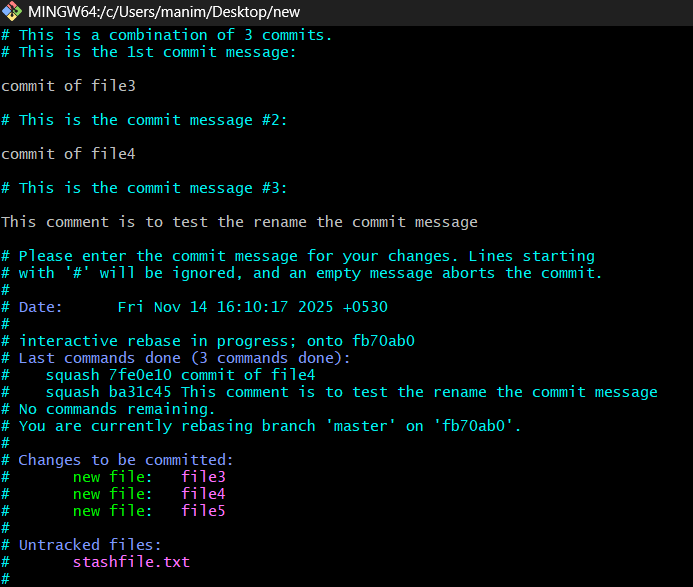 MINGW64:/c/Users/manim/Desktop/new
# This is a combination of 3 commits.
# This is the 1st commit message:
commit of file3
# This is the commit message #2:
commit of file4
# This is the commit message #3:
This comment is to test the rename the commit message
# Please enter the commit message for your changes. Lines starting
# with '#' will be ignored, and an empty message aborts the commit.
#
# Date:      Fri Nov 14 16:10:17 2025 +0530
#
# interactive rebase in progress; onto fb70ab0
# Last commands done (3 commands done):
#    squash 7fe0e10 commit of file4
#    squash ba31c45 This comment is to test the rename the commit message
# No commands remaining.
# You are currently rebasing branch 'master' on 'fb70ab0'.
#
# Changes to be committed:
#       new file:   file3
#       new file:   file4
#       new file:   file5
#
# Untracked files:
#       stashfile.txt
#